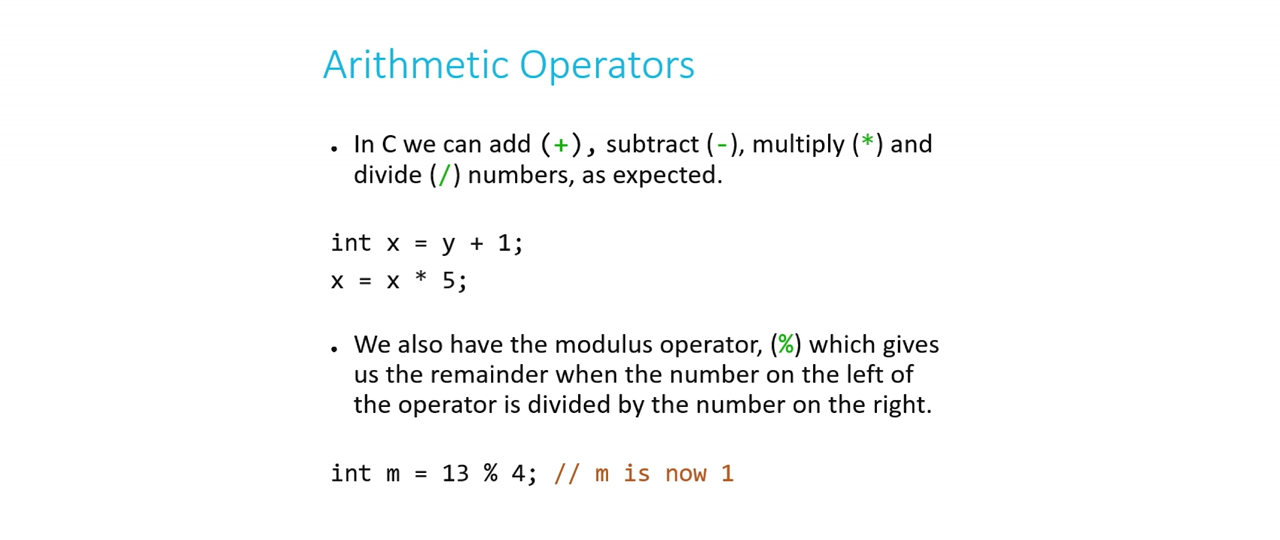 Arithmetic Operators
• In C we can add (+), subtract (-), multiply (*) and
divide (/) numbers, as expected.
int x = y + 1;
x = x * 5;
• We also have the modulus operator, (%) which gives
us the remainder when the number on the left of
the operator is divided by the number on the right.
int m = 13 % 4; // m is now 1